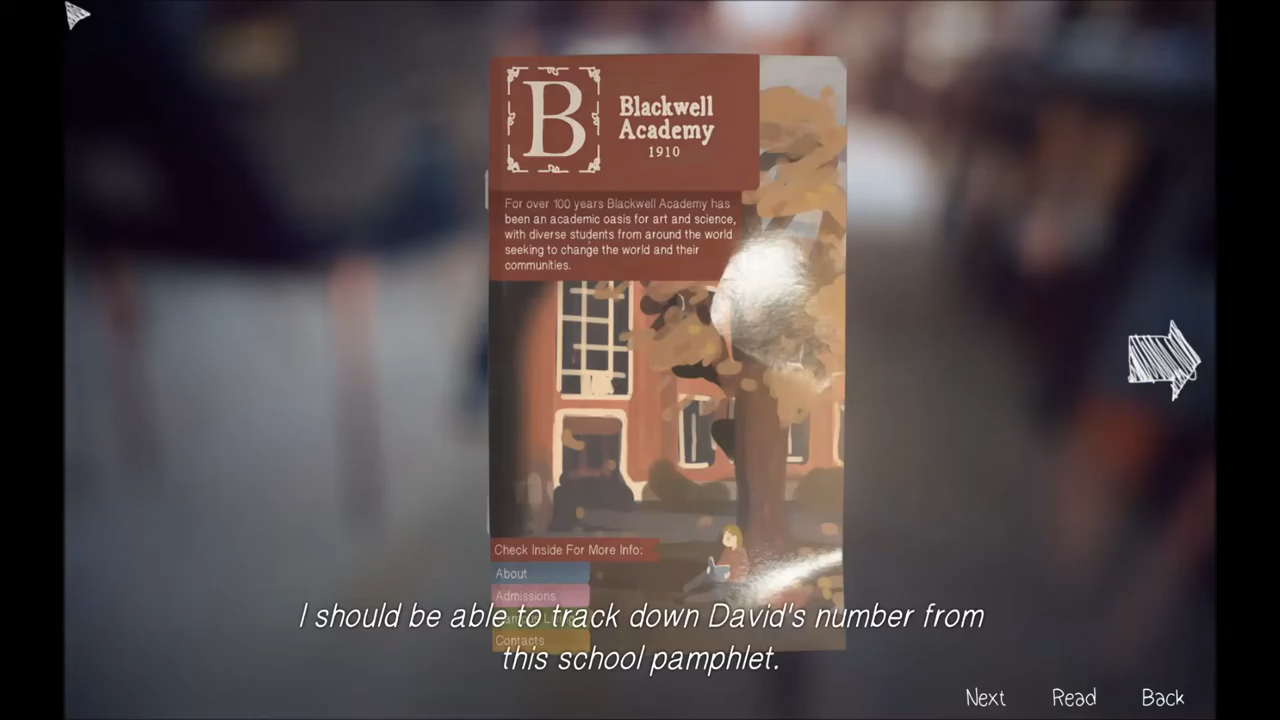 B
Blackwell
Academy
1910
For over 100 years Blackwell Academy has
been an academic oasis for art and science,
with diverse students from around the world
seeking to change the world and their
communities.
Check Inside For More Info:
About
Admissions
Contacts
I should be able to track down David's number from
this school pamphlet.
Next Read Back